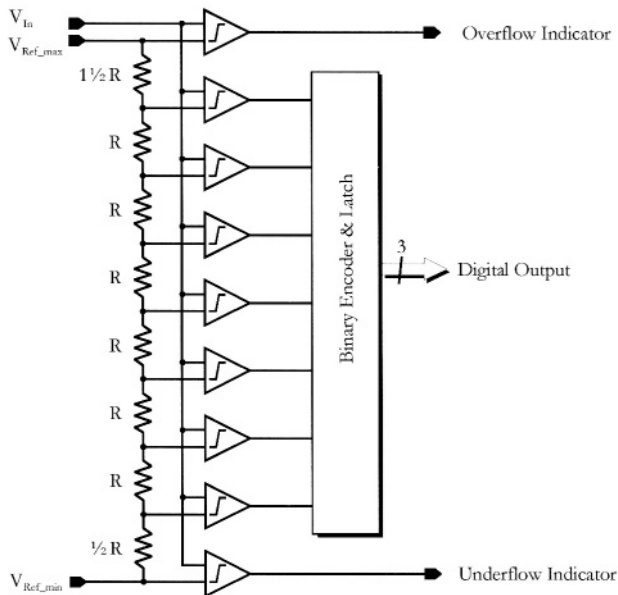 V_In
V_Ref_max
Overflow Indicator
1½ R
R
R
R
R
R
R
½ R
V_Ref_min
Binary Encoder & Latch
3
Digital Output
Underflow Indicator